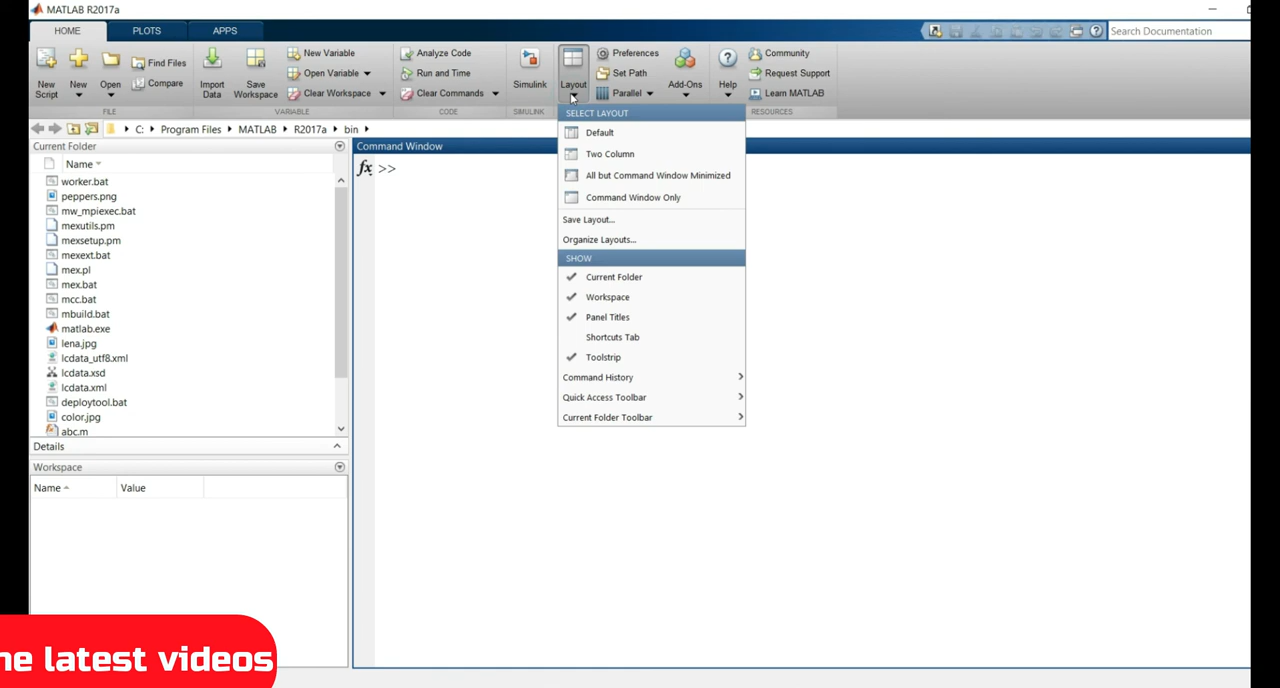 MATLAB R2017a
HOME PLOTS APPS
Search Documentation
New Script
New
Open
Find Files
Compare
Import Data
Save Workspace
New Variable
Open Variable
Clear Workspace
Analyze Code
Run and Time
Clear Commands
Simulink
Layout
Preferences
Set Path
Parallel
Add-Ons
Help
Community
Request Support
Learn MATLAB
FILE VARIABLE CODE SIMULINK RESOURCES
C: Program Files MATLAB R2017a bin
Current Folder
Name
worker.bat
peppers.png
mw_mpiexec.bat
mexutils.pm
mexsetup.pm
mexext.bat
mex.pl
mex.bat
mcc.bat
mbuild.bat
matlab.exe
lena.jpg
lcdata_utf8.xml
lcdata.xsd
lcdata.xml
deploytool.bat
color.jpg
abc.m
Details
Workspace
Name Value
Command Window
fx >>
SELECT LAYOUT
Default
Two Column
All but Command Window Minimized
Command Window Only
Save Layout...
Organize Layouts...
SHOW
Current Folder
Workspace
Panel Titles
Shortcuts Tab
Toolstrip
Command History
Quick Access Toolbar
Current Folder Toolbar
he latest videos